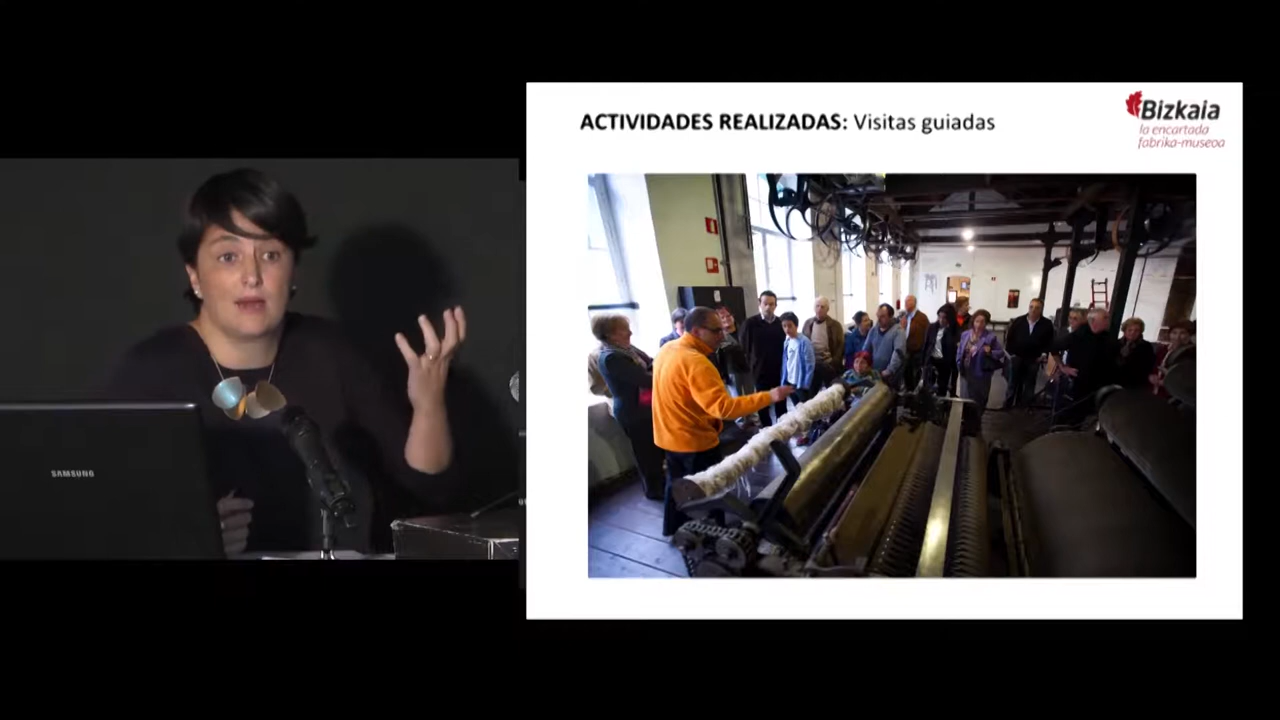 ACTIVIDADES REALIZADAS: Visitas guiadas
Bizkaia
la encartada
fabrika-museoa
SAMSUNG